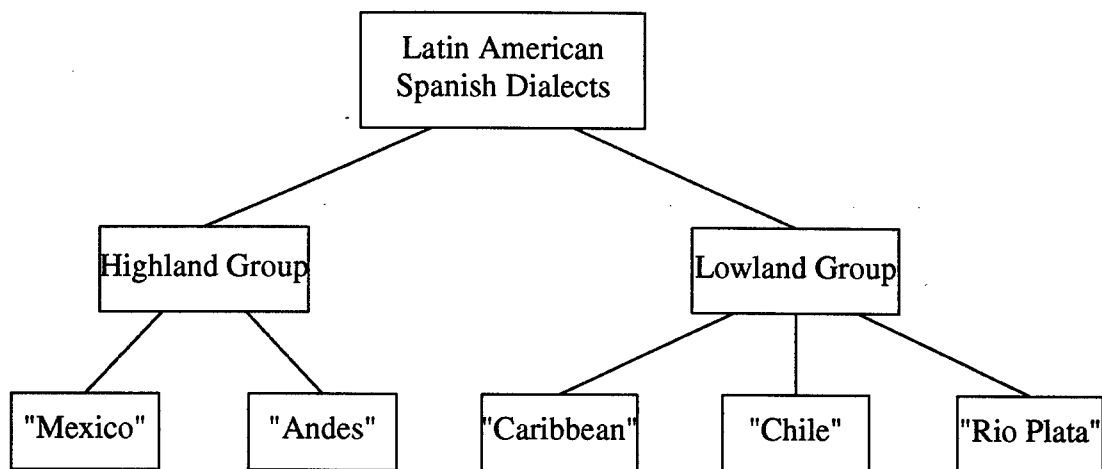 Latin American
Spanish Dialects
Highland Group
Lowland Group
"Mexico"
"Andes"
"Caribbean"
"Chile"
"Rio Plata"